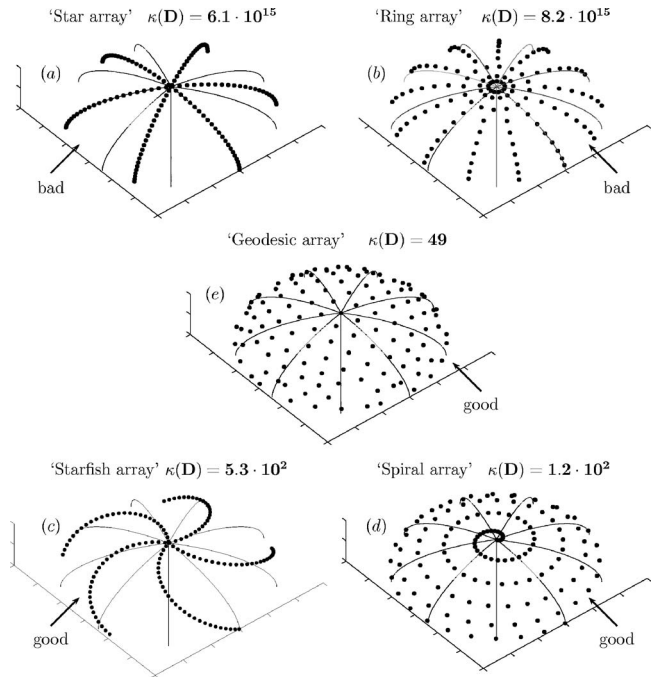 'Star array' κ(D) = 6.1 · 10¹⁵
'Ring array' κ(D) = 8.2 · 10¹⁵
(a)
(b)
bad
bad
'Geodesic array' κ(D) = 49
(e)
good
'Starfish array' κ(D) = 5.3 · 10²
'Spiral array' κ(D) = 1.2 · 10²
(c)
(d)
good
good